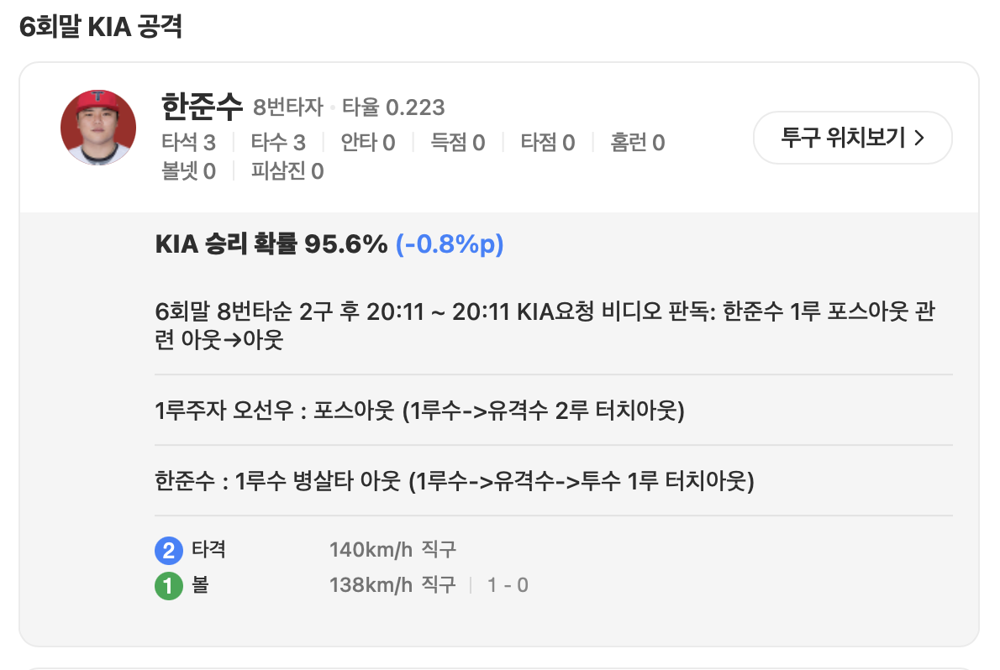 6회말 KIA 공격
한준수 8번타자 · 타율 0.223
타석 3 | 타수 3 | 안타 0 | 득점 0 | 타점 0 | 홈런 0
볼넷 0 | 피삼진 0
투구 위치보기 >
KIA 승리 확률 95.6% (-0.8%p)
6회말 8번타순 2구 후 20:11 ~ 20:11 KIA요청 비디오 판독: 한준수 1루 포스아웃 관
련 아웃→아웃
1루주자 오선우 : 포스아웃 (1루수->유격수 2루 터치아웃)
한준수 : 1루수 병살타 아웃 (1루수->유격수->투수 1루 터치아웃)
2 타격 140km/h 직구
1 볼 138km/h 직구 | 1 - 0